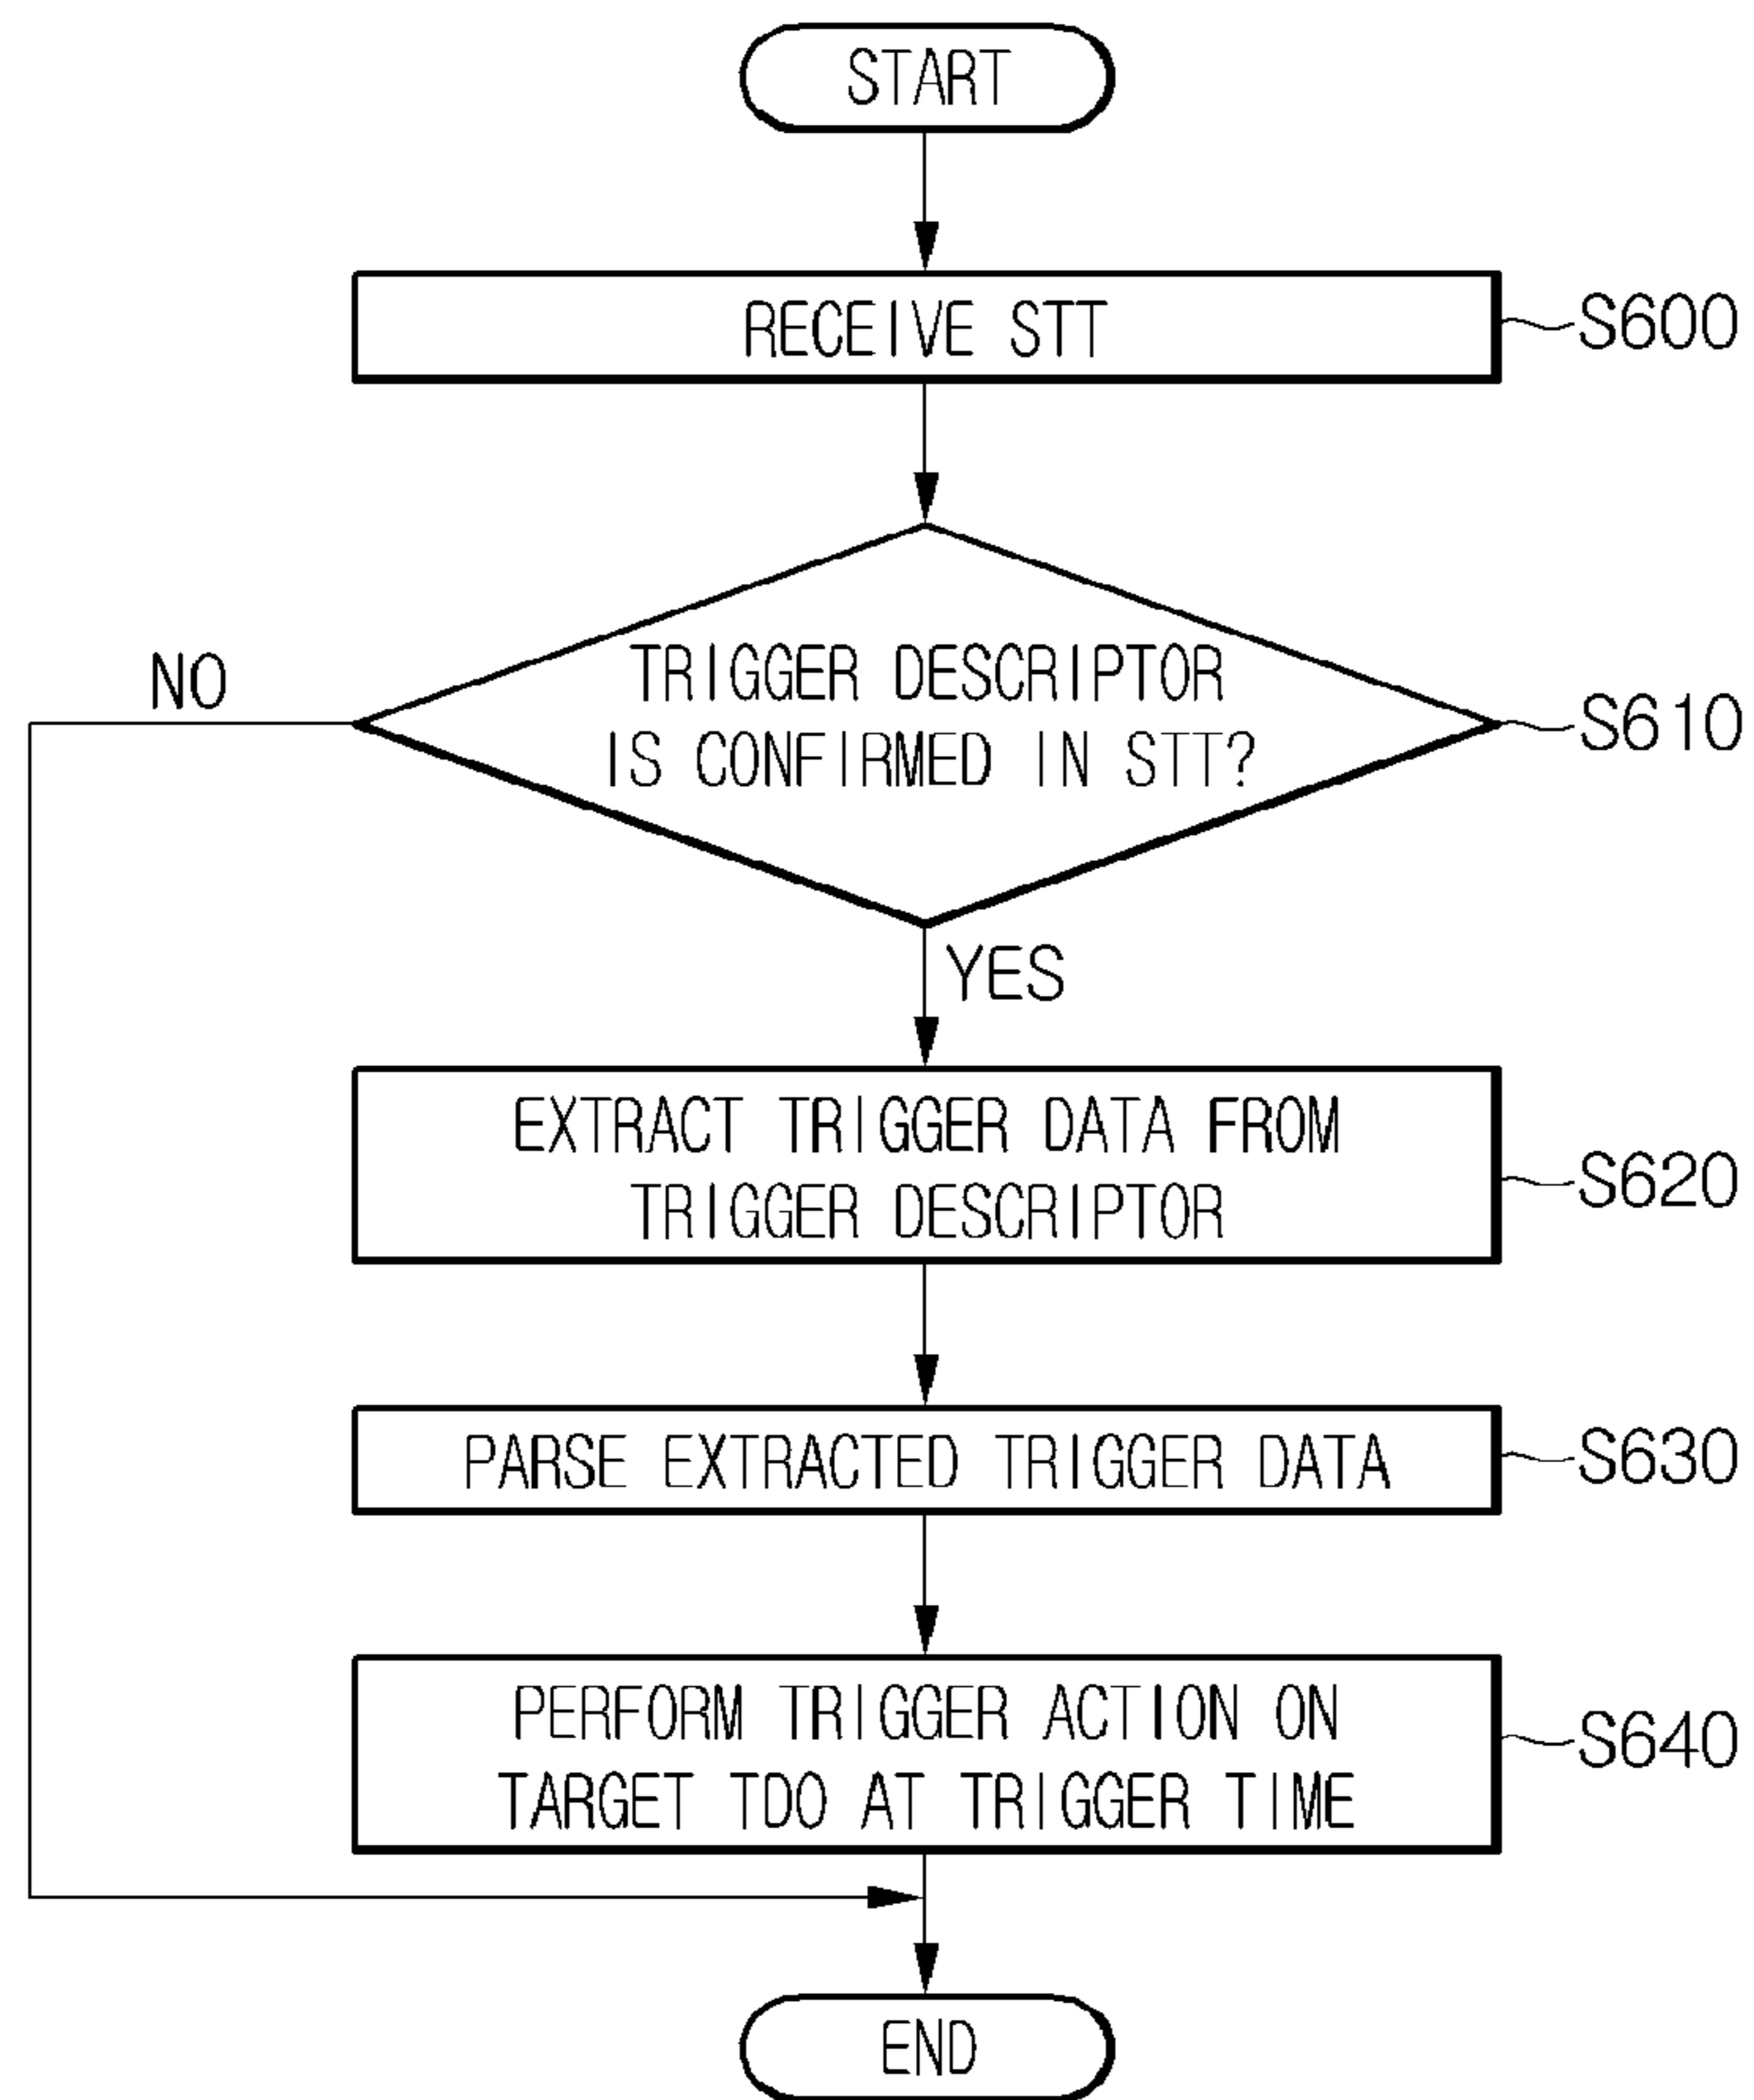 START
RECEIVE STT
S600
TRIGGER DESCRIPTOR
IS CONFIRMED IN STT?
S610
NO
YES
EXTRACT TRIGGER DATA FROM
TRIGGER DESCRIPTOR
S620
PARSE EXTRACTED TRIGGER DATA
S630
PERFORM TRIGGER ACTION ON
TARGET TDO AT TRIGGER TIME
S640
END